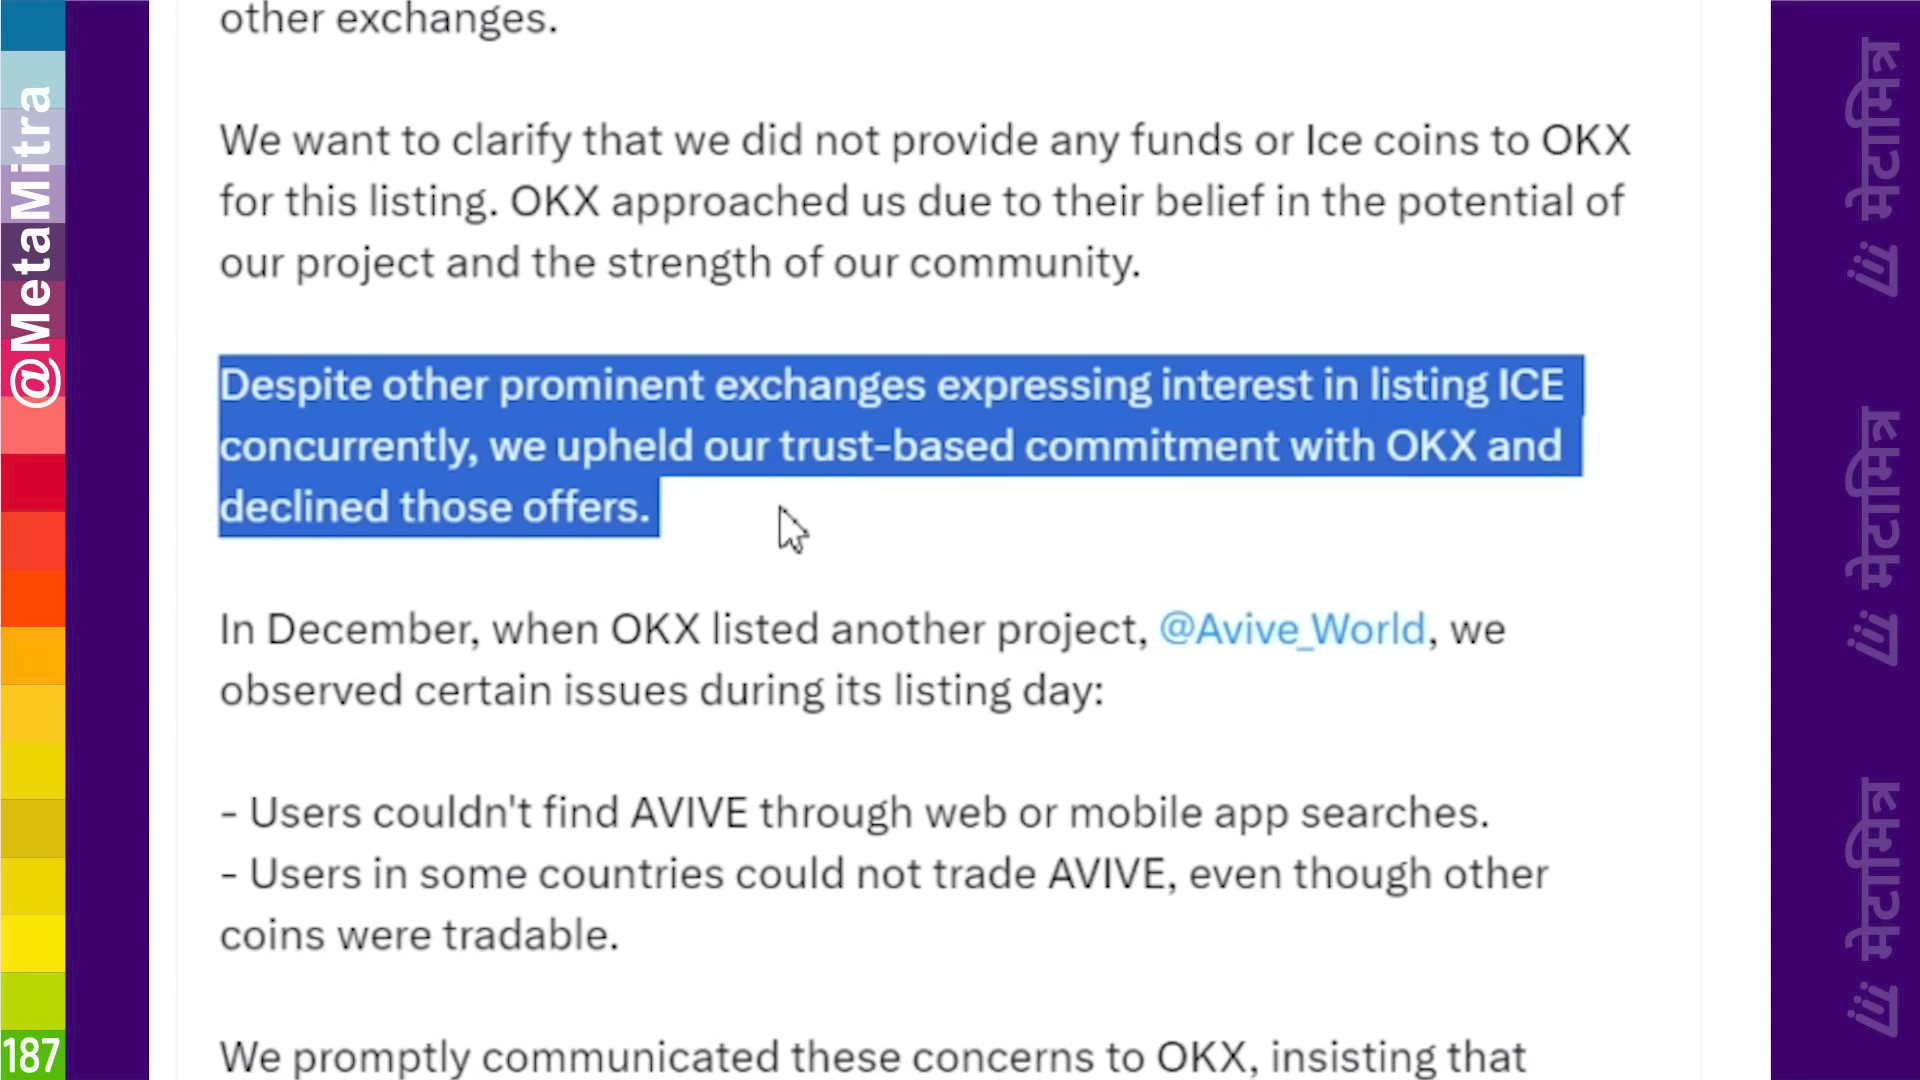 other exchanges.
We want to clarify that we did not provide any funds or Ice coins to OKX
for this listing. OKX approached us due to their belief in the potential of
our project and the strength of our community.
Despite other prominent exchanges expressing interest in listing ICE
concurrently, we upheld our trust-based commitment with OKX and
declined those offers.
In December, when OKX listed another project, @Avive_World, we
observed certain issues during its listing day:
- Users couldn't find AVIVE through web or mobile app searches.
- Users in some countries could not trade AVIVE, even though other
coins were tradable.
We promptly communicated these concerns to OKX, insisting that
@MetaMitra
187
मेटामित्र
मेटामित्र
मेटामित्र